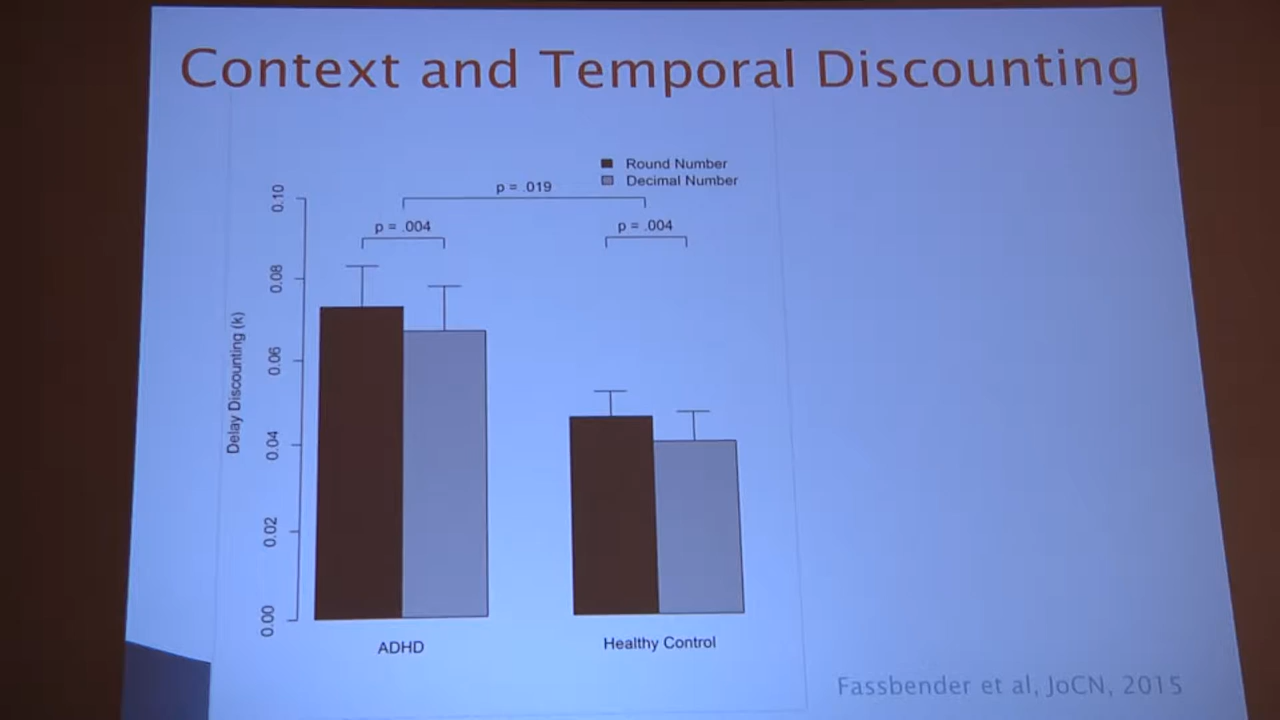 Context and Temporal Discounting
Round Number
Decimal Number
p = .019
p = .004
p = .004
0.10
0.08
0.06
0.04
0.02
0.00
Delay Discounting (k)
ADHD
Healthy Control
Fassbender et al, JoCN, 2015